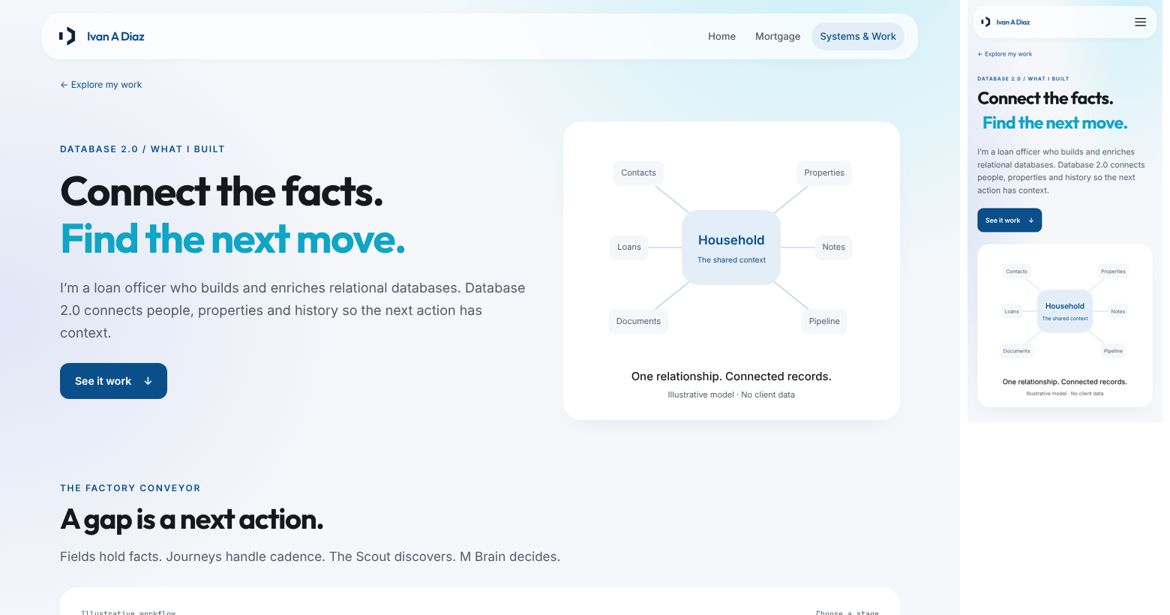 Ivan A Diaz
Home
Mortgage
Systems & Work
← Explore my work
DATABASE 2.0 / WHAT I BUILT
Connect the facts.
Find the next move.
I'm a loan officer who builds and enriches relational databases. Database
2.0 connects people, properties and history so the next action has
context.
See it work ↓
Contacts
Properties
Loans
Household
The shared context
Notes
Documents
Pipeline
One relationship. Connected records.
Illustrative model · No client data
THE FACTORY CONVEYOR
A gap is a next action.
Fields hold facts. Journeys handle cadence. The Scout discovers. M Brain decides.
Illustrative workflow
Choose a stage
Ivan A Diaz
← Explore my work
DATABASE 2.0 / WHAT I BUILT
Connect the facts.
Find the next move.
I'm a loan officer who builds and enriches
relational databases. Database 2.0 connects
people, properties and history so the next
action has context.
See it work ↓
Contacts
Properties
Loans
Household
The shared context
Notes
Documents
Pipeline
One relationship. Connected records.
Illustrative model · No client data